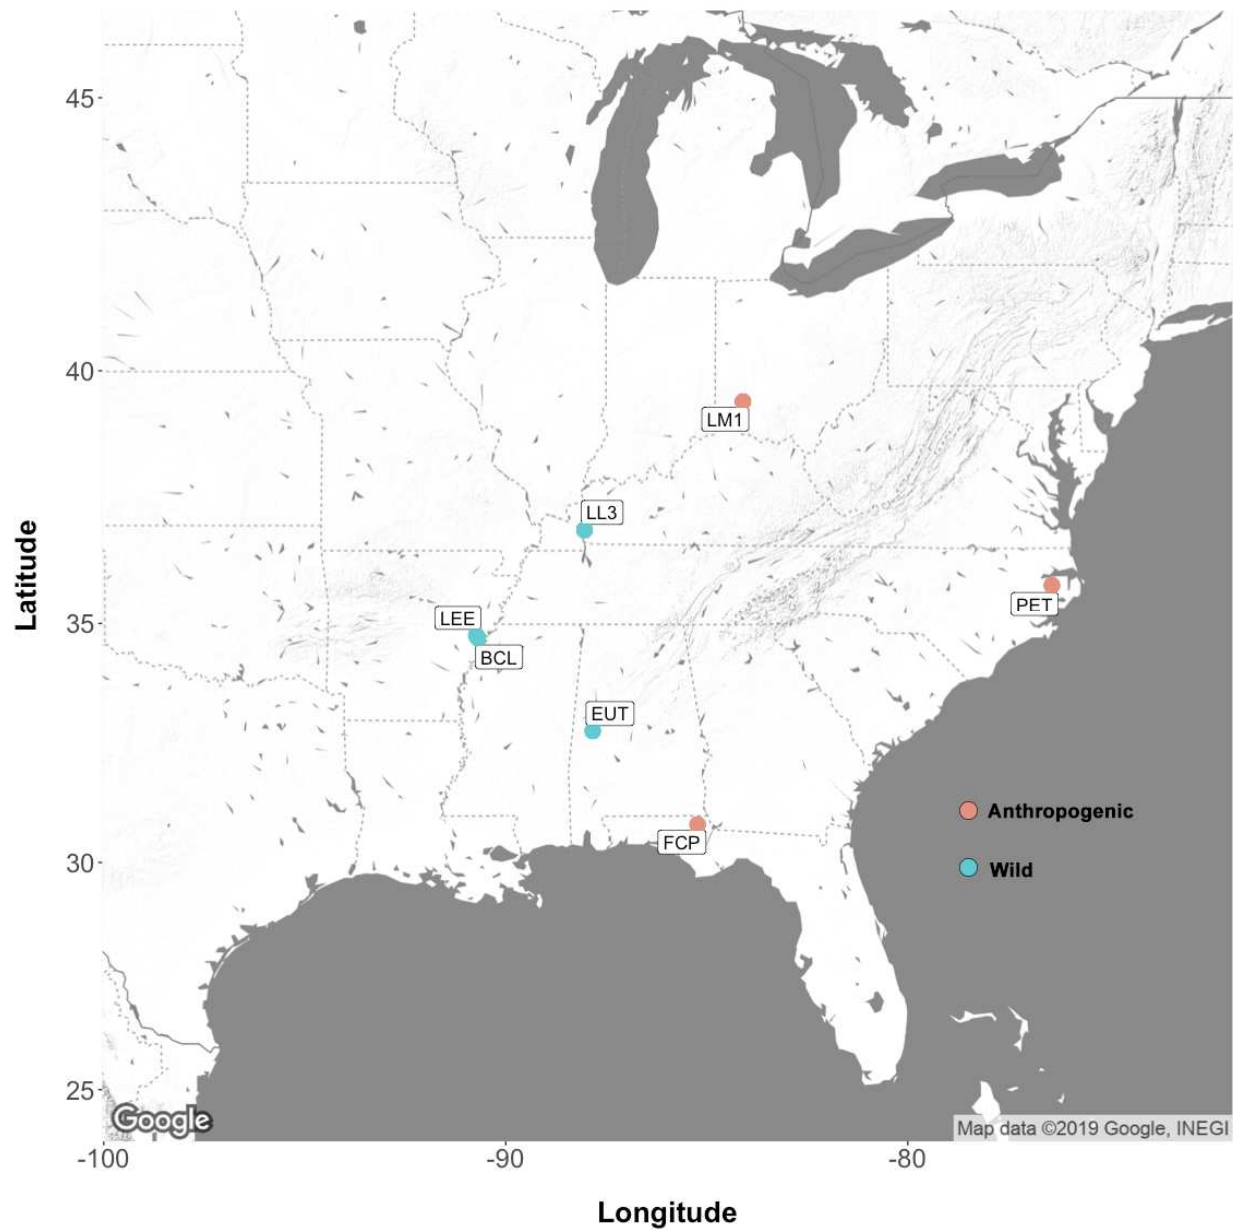 45
40
LM1
LL3
PET
35
LEE
BCL
EUT
Latitude
Anthropogenic
FCP
30
Wild
25
Google
Map data ©2019 Google, INEGI
-100
-90
-80
Longitude